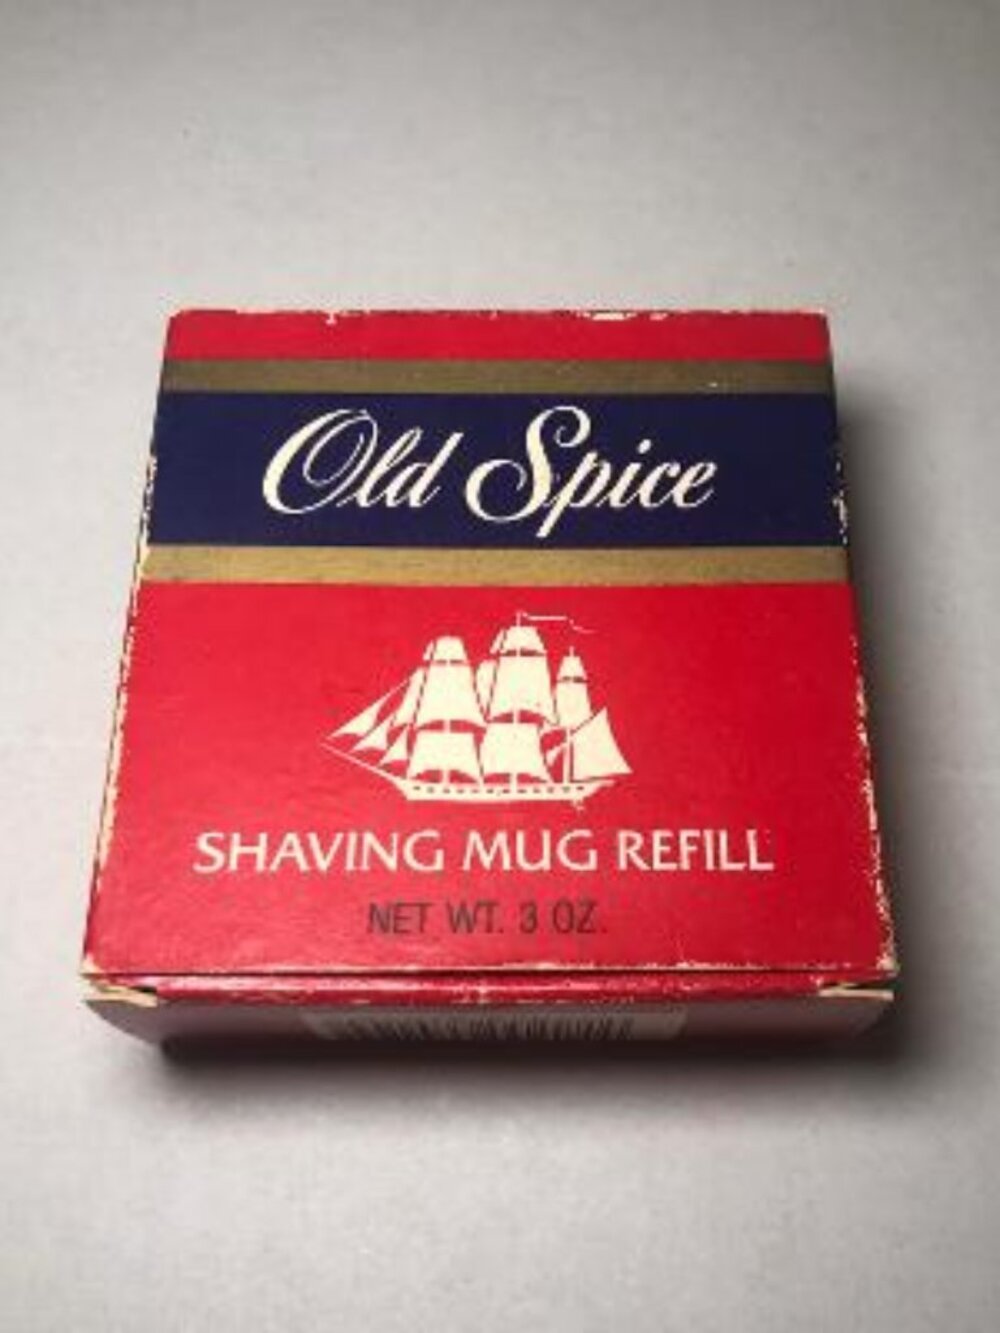 Old Spice
SHAVING MUG REFILL
NET WT. 3 OZ.